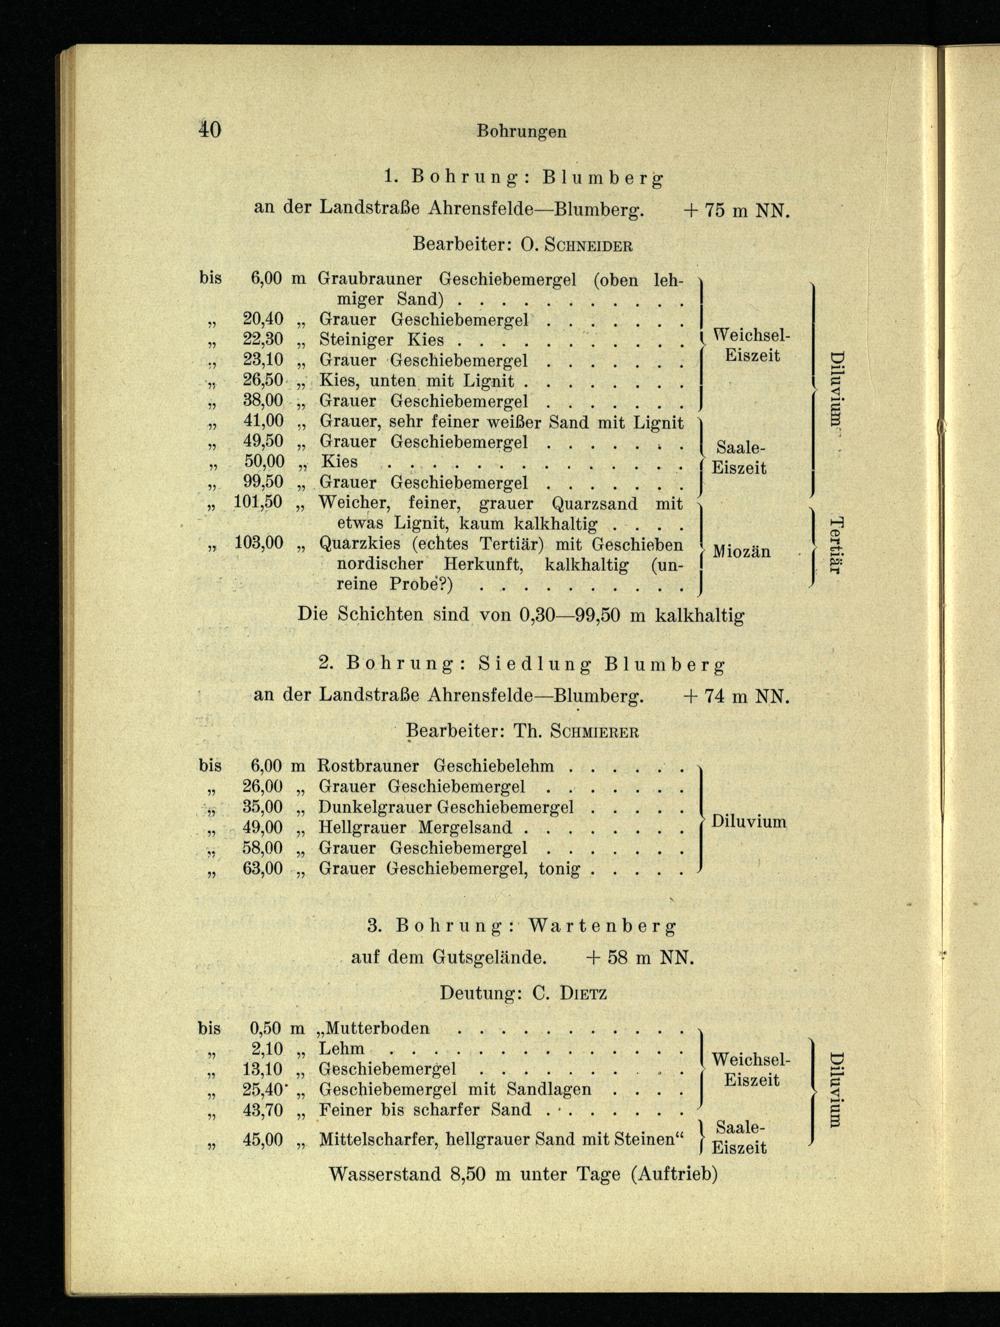 40
Bohrungen
1. Bohrung: Blumberg
an der Landstraße Ahrensfelde—Blumberg. + 75 m NN.
Bearbeiter: O. SCHNEIDER
bis 6,00 m Graubrauner Geschiebemergel (oben leh-
miger Sand) . . . . . . . . . . .
„ 20,40 „ Grauer Geschiebemergel . . . . . . .
„ 22,30 „ Steiniger Kies . . . . . . . . . . .
„ 23,10 „ Grauer Geschiebemergel . . . . . . .
„ 26,50 „ Kies, unten mit Lignit . . . . . . . .
„ 38,00 „ Grauer Geschiebemergel . . . . . . .
Weichsel-
Eiszeit
„ 41,00 „ Grauer, sehr feiner weißer Sand mit Lignit
„ 49,50 „ Grauer Geschiebemergel . . . . . . .
„ 50,00 „ Kies . . . . . . . . . . . . . .
„ 99,50 „ Grauer Geschiebemergel . . . . . . .
Saale-
Eiszeit
Diluvium
„ 101,50 „ Weicher, feiner, grauer Quarzsand mit
etwas Lignit, kaum kalkhaltig . . . .
„ 103,00 „ Quarzkies (echtes Tertiär) mit Geschieben
nordischer Herkunft, kalkhaltig (un-
reine Probe?) . . . . . . . . . .
Miozän
Tertiär
Die Schichten sind von 0,30—99,50 m kalkhaltig
2. Bohrung: Siedlung Blumberg
an der Landstraße Ahrensfelde—Blumberg. + 74 m NN.
Bearbeiter: Th. SCHMIERER
bis 6,00 m Rostbrauner Geschiebelehm . . . . . .
„ 26,00 „ Grauer Geschiebemergel . . . . . . .
„ 35,00 „ Dunkelgrauer Geschiebemergel . . . . .
„ 49,00 „ Hellgrauer Mergelsand . . . . . . . .
„ 58,00 „ Grauer Geschiebemergel . . . . . . .
„ 63,00 „ Grauer Geschiebemergel, tonig . . . . .
Diluvium
3. Bohrung: Wartenberg
auf dem Gutsgelände. + 58 m NN.
Deutung: C. DIETZ
bis 0,50 m „Mutterboden . . . . . . . . . . .
„ 2,10 „ Lehm . . . . . . . . . . . . . .
„ 13,10 „ Geschiebemergel . . . . . . . . . .
„ 25,40 „ Geschiebemergel mit Sandlagen . . . .
„ 43,70 „ Feiner bis scharfer Sand . . . . . . .
Weichsel-
Eiszeit
„ 45,00 „ Mittelscharfer, hellgrauer Sand mit Steinen“
Saale-
Eiszeit
Diluvium
Wasserstand 8,50 m unter Tage (Auftrieb)